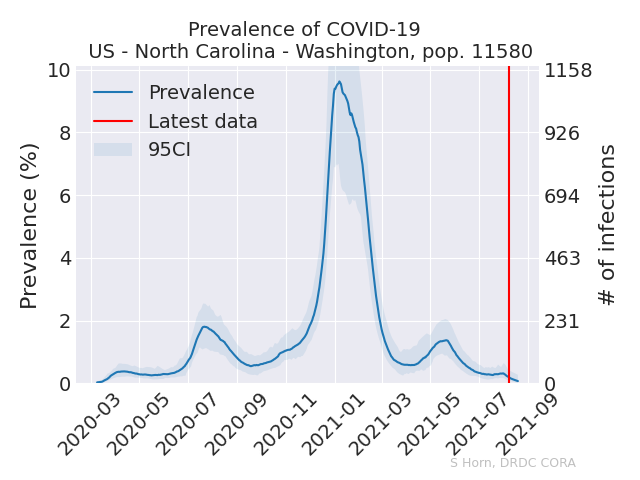 Prevalence of COVID-19
US - North Carolina - Washington, pop. 11580
Prevalence
Latest data
95CI
Prevalence (%)
10
8
6
4
2
0
1158
926
694
463
231
0
# of infections
2020-03
2020-05
2020-07
2020-09
2020-11
2021-01
2021-03
2021-05
2021-07
2021-09
S Horn, DRDC CORA